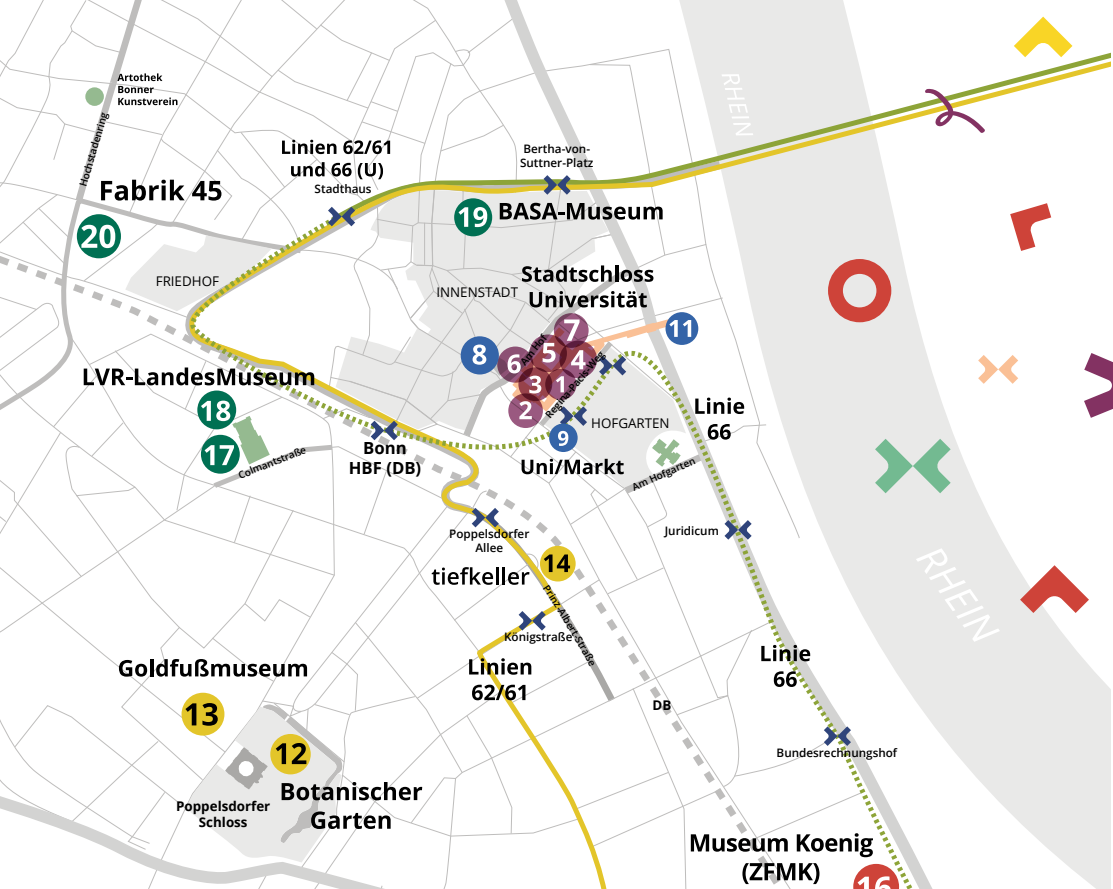 Artothek
Bonner
Kunstverein
Hochstadenring
RHEIN
Linien 62/61
und 66 (U)
Stadthaus
Bertha-von-
Suttner-Platz
Fabrik 45
20
19 BASA-Museum
FRIEDHOF
INNENSTADT
Stadtschloss
Universität
7
11
Am Hof
8
6
5
4
3
1
2
Regina-Pacis-Weg
LVR-LandesMuseum
18
17
Colmantstraße
Bonn
HBF (DB)
9
HOFGARTEN
Uni/Markt
Am Hofgarten
Linie
66
Poppelsdorfer
Allee
Juridicum
tiefkeller
14
Prinz-Albert-Straße
RHEIN
Königstraße
Linien
62/61
Linie
66
Goldfußmuseum
13
12
DB
Bundesrechnungshof
Botanischer
Garten
Poppelsdorfer
Schloss
Museum Koenig
(ZFMK)
16